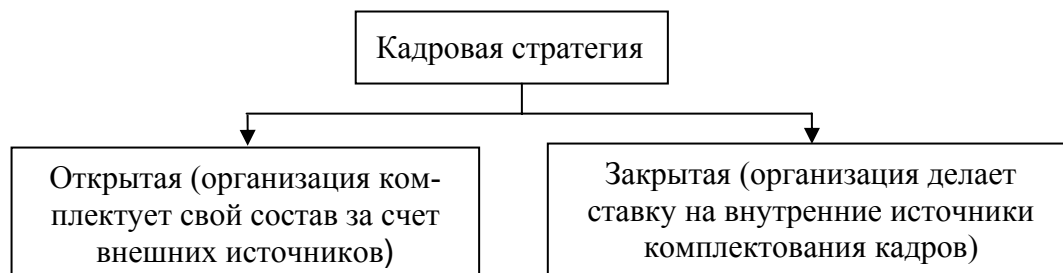 Кадровая стратегия
Открытая (организация ком-
плектует свой состав за счет
внешних источников)
Закрытая (организация делает
ставку на внутренние источники
комплектования кадров)